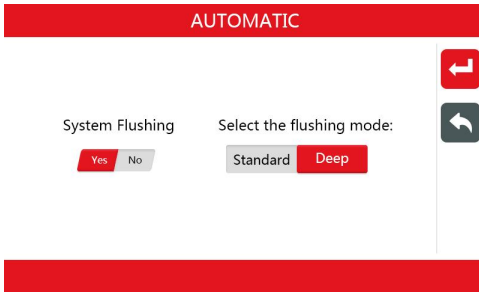 AUTOMATIC
System Flushing
Yes No
Select the flushing mode:
Standard Deep